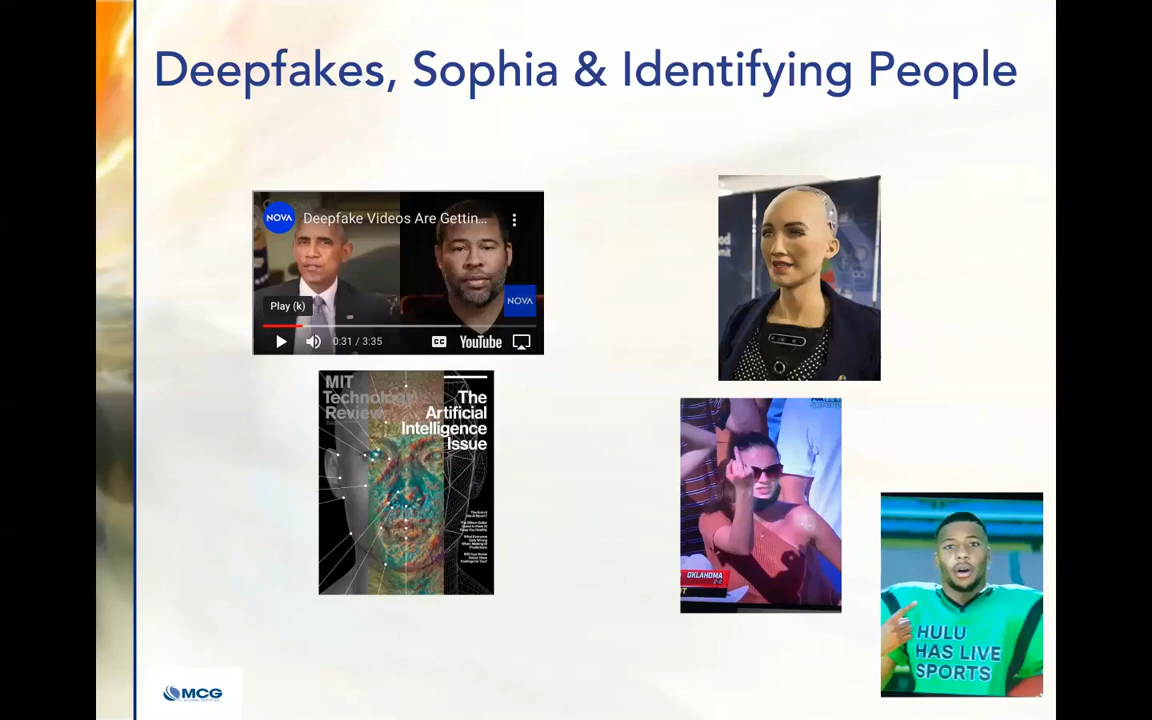 Deepfakes, Sophia & Identifying People
NOVA
Deepfake Videos Are Gettin...
NOVA
Play (k)
0:31 / 3:35
CC
YouTube
MIT
Technology
Review
The
Artificial
Intelligence
Issue
OKLAHOMA
HULU
HAS LIVE
SPORTS
MCG